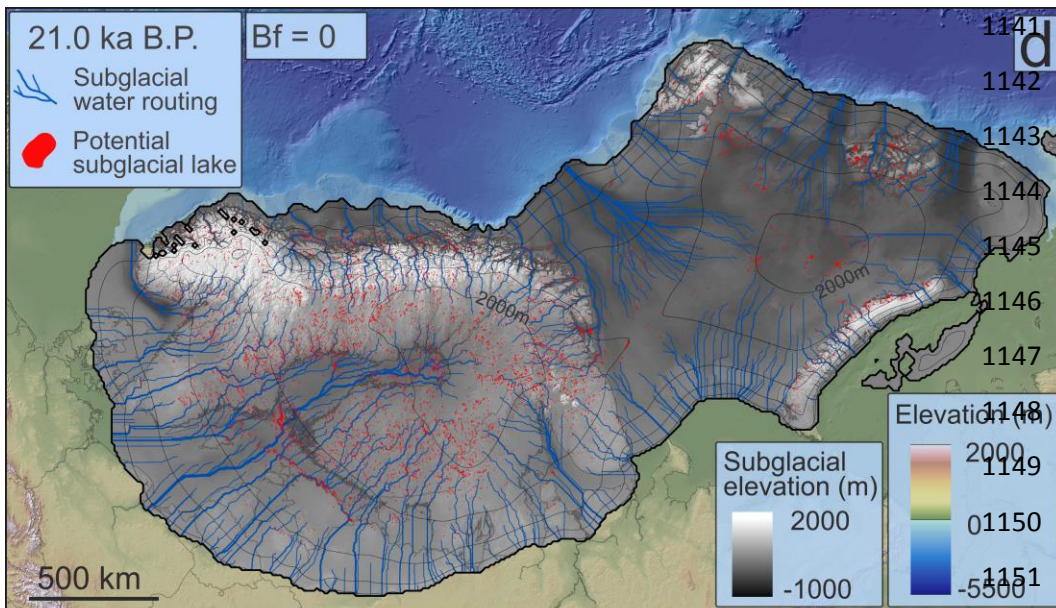 21.0 ka B.P.
Bf = 0
d
Subglacial
water routing
Potential
subglacial lake
2000m
2000m
500 km
Subglacial
elevation (m)
2000
-1000
Elevation (m)
2000
0
-5500
1141
1142
1143
1144
1145
1146
1147
1148
1149
1150
1151